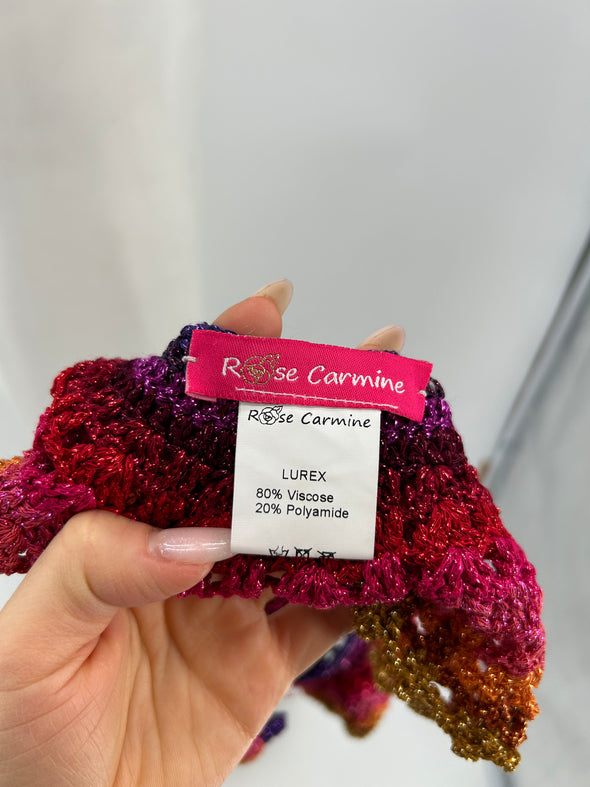 Rose Carmine
Rose Carmine
LUREX
80% Viscose
20% Polyamide